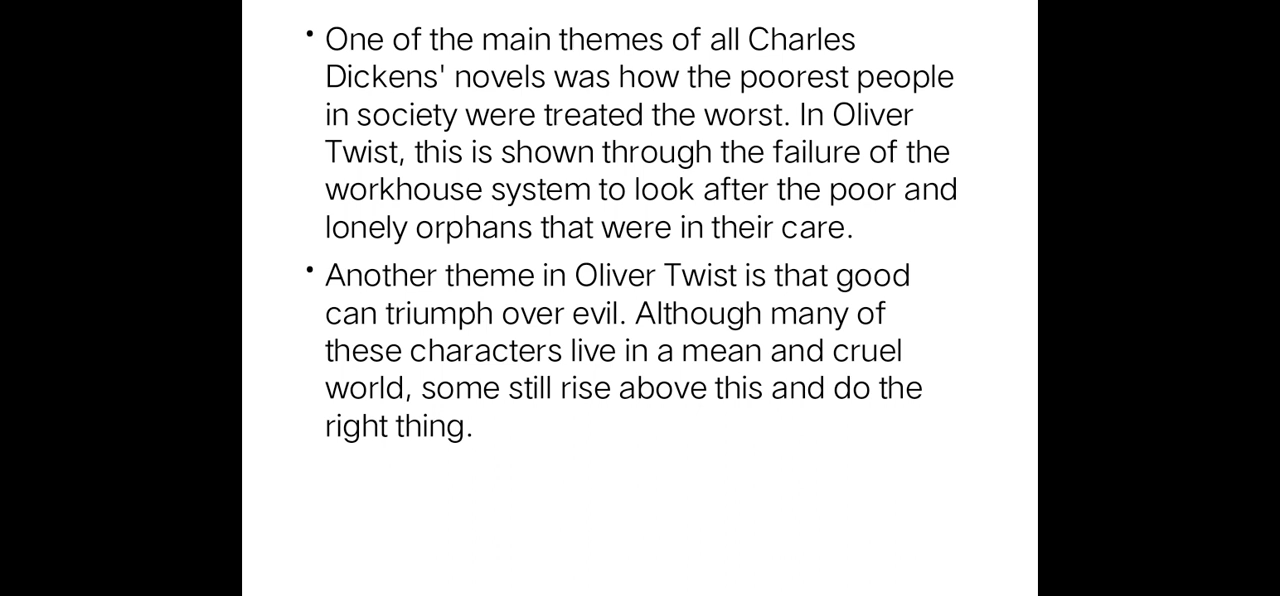 • One of the main themes of all Charles
Dickens' novels was how the poorest people
in society were treated the worst. In Oliver
Twist, this is shown through the failure of the
workhouse system to look after the poor and
lonely orphans that were in their care.
• Another theme in Oliver Twist is that good
can triumph over evil. Although many of
these characters live in a mean and cruel
world, some still rise above this and do the
right thing.